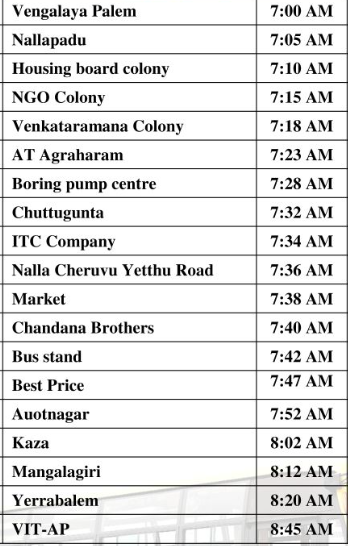 Vengalaya Palem 7:00 AM
Nallapadu 7:05 AM
Housing board colony 7:10 AM
NGO Colony 7:15 AM
Venkataramana Colony 7:18 AM
AT Agraharam 7:23 AM
Boring pump centre 7:28 AM
Chuttugunta 7:32 AM
ITC Company 7:34 AM
Nalla Cheruvu Yetthu Road 7:36 AM
Market 7:38 AM
Chandana Brothers 7:40 AM
Bus stand 7:42 AM
Best Price 7:47 AM
Auotnagar 7:52 AM
Kaza 8:02 AM
Mangalagiri 8:12 AM
Yerrabalem 8:20 AM
VIT-AP 8:45 AM